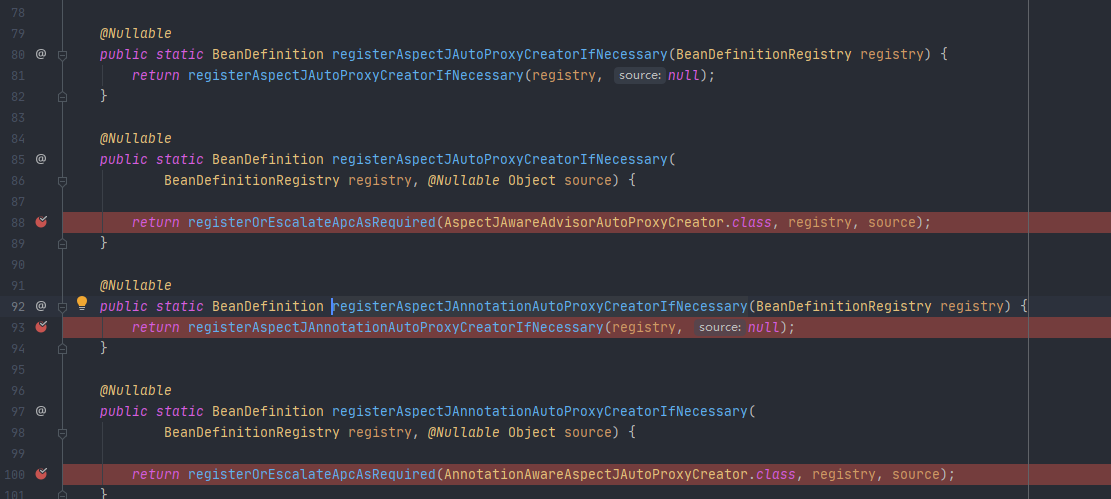 78
79 @Nullable
80 @ public static BeanDefinition registerAspectJAutoProxyCreatorIfNecessary(BeanDefinitionRegistry registry) {
81 return registerAspectJAutoProxyCreatorIfNecessary(registry, source: null);
82 }
83
84 @Nullable
85 @ public static BeanDefinition registerAspectJAutoProxyCreatorIfNecessary(
86 BeanDefinitionRegistry registry, @Nullable Object source) {
87
88 return registerOrEscalateApcAsRequired(AspectJAwareAdvisorAutoProxyCreator.class, registry, source);
89 }
90
91 @Nullable
92 @ public static BeanDefinition registerAspectJAnnotationAutoProxyCreatorIfNecessary(BeanDefinitionRegistry registry) {
93 return registerAspectJAnnotationAutoProxyCreatorIfNecessary(registry, source: null);
94 }
95
96 @Nullable
97 @ public static BeanDefinition registerAspectJAnnotationAutoProxyCreatorIfNecessary(
98 BeanDefinitionRegistry registry, @Nullable Object source) {
99
100 return registerOrEscalateApcAsRequired(AnnotationAwareAspectJAutoProxyCreator.class, registry, source);
101 }